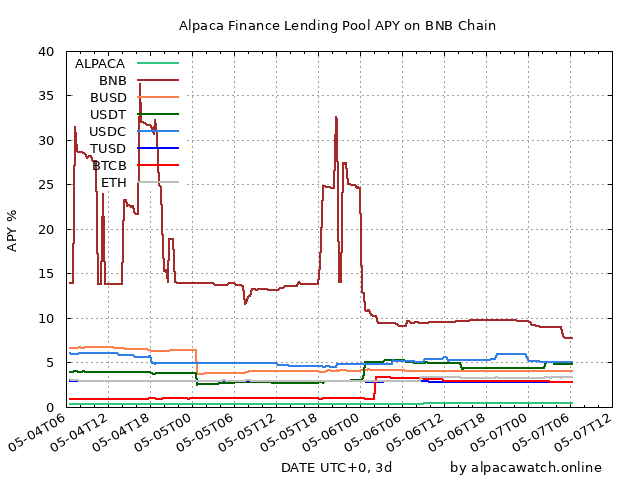 Alpaca Finance Lending Pool APY on BNB Chain
40
35
30
25
20
15
10
5
0
APY %
ALPACA
BNB
BUSD
USDT
USDC
TUSD
BTCB
ETH
05-04T06
05-04T12
05-04T18
05-05T00
05-05T06
05-05T12
05-05T18
05-06T00
05-06T06
05-06T12
05-06T18
05-07T00
05-07T06
05-07T12
DATE UTC+0, 3d
by alpacawatch.online